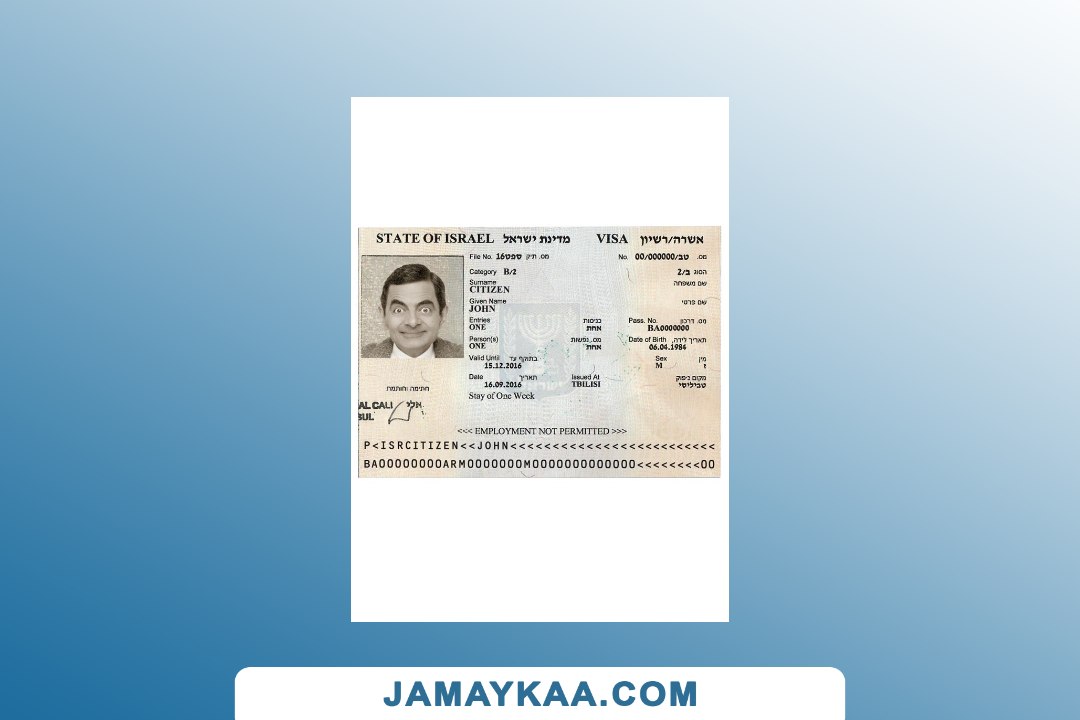 STATE OF ISRAEL מדינת ישראל VISA אשרה/רשיון
File No. 16ספט מס. תיק No. 00/000000/טב מס.
Category B/2 הסוג ב/2
Surname שם משפחה
CITIZEN
Given Name שם פרטי
JOHN
Entries כניסות Pass. No. מס. דרכון
ONE אחת BA0000000
Person(s) מס. נפשות Date of Birth תאריך לידה
ONE אחת 06.04.1984
Valid Until בתוקף עד Sex מין
15.12.2016 M ז
Date תאריך Issued At מקום ניפוק
16.09.2016 TBILISI טביליסי
Stay of One Week
חתימה וחותמת
AL CALI אלי
SUL
<<< EMPLOYMENT NOT PERMITTED >>>
P<ISRCITIZEN<<JOHN<<<<<<<<<<<<<<<<<<<<<<<<<<
BA00000000ARM0000000M0000000000000<<<<<<<<00
JAMAYKAA.COM